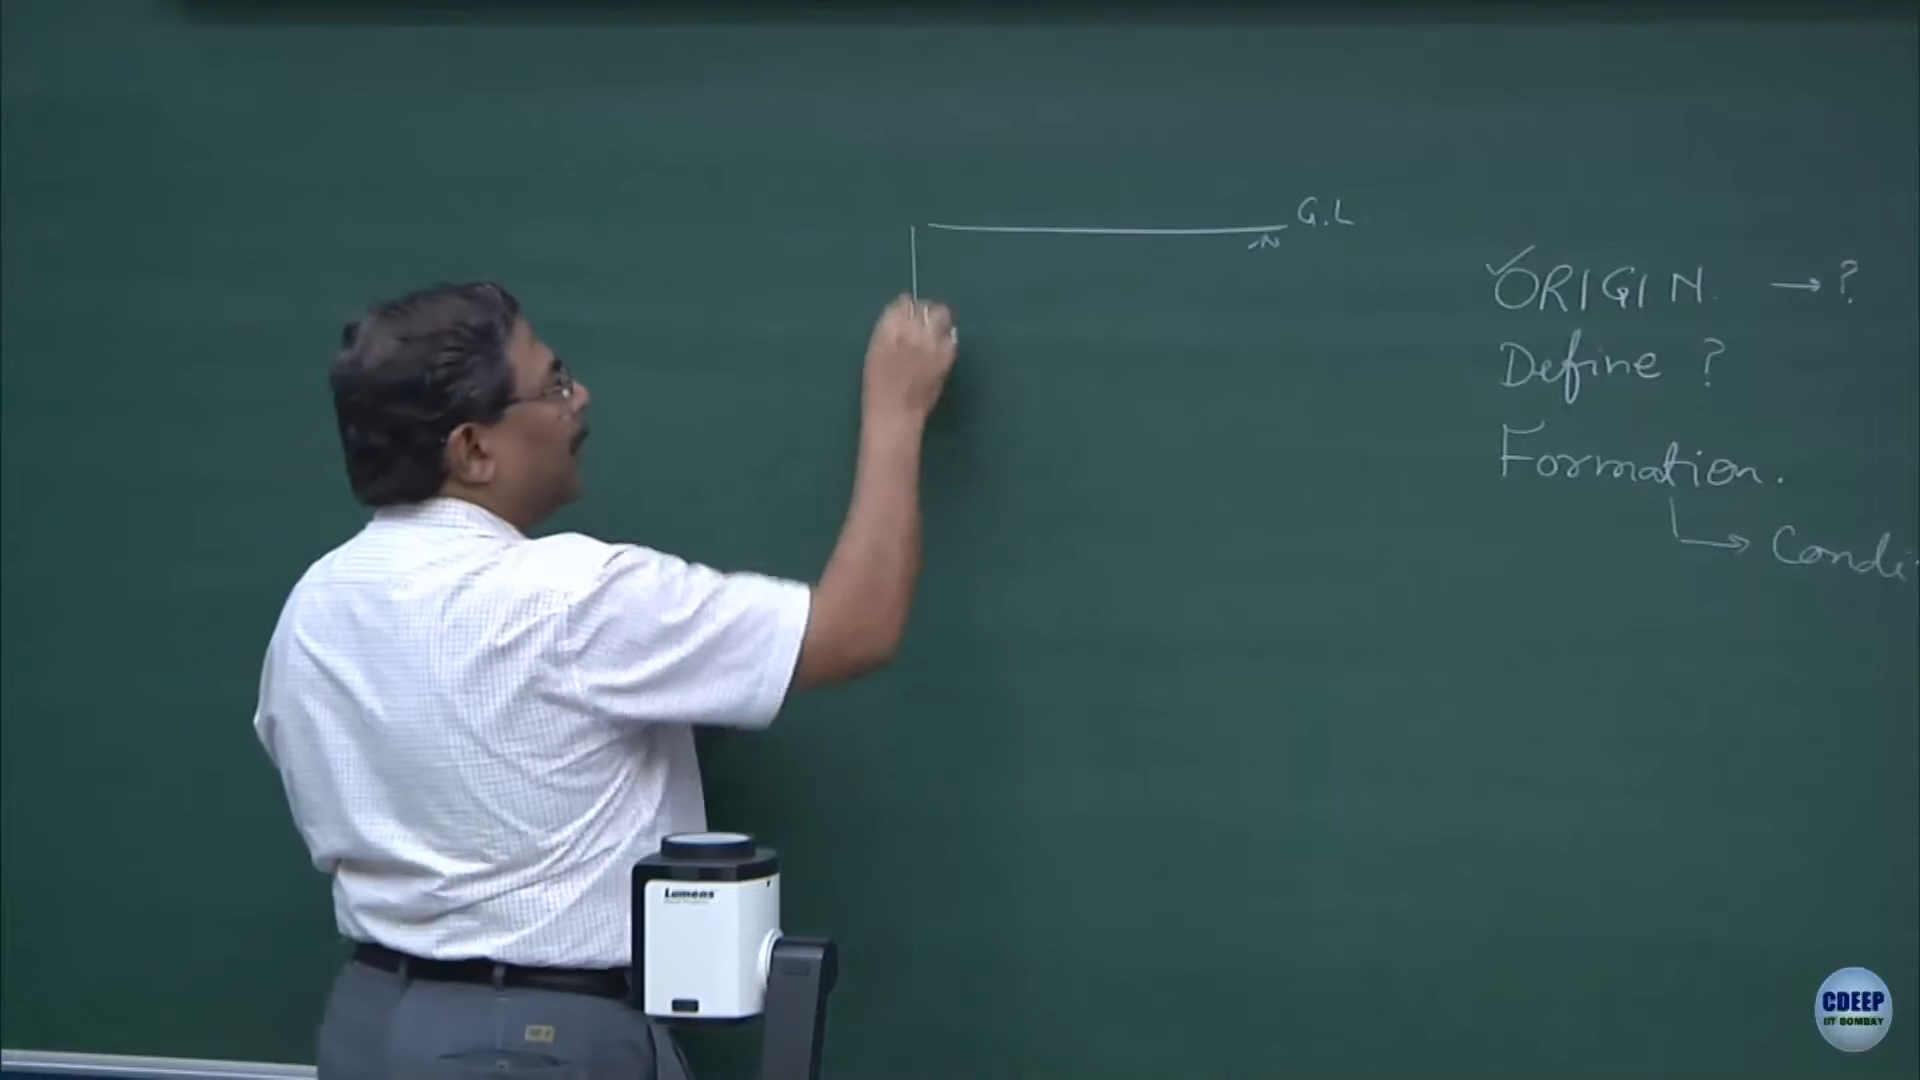 G.L
ORIGIN. →?
Define ?
Formation.
→ Condi
Lumens
CDEEP
IIT BOMBAY